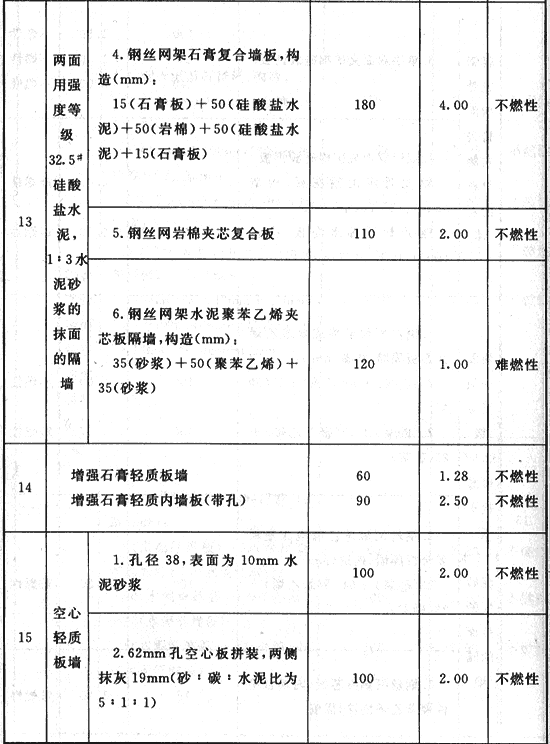 13
两面
用强
度等
级
32.5#
硅酸
盐水
泥，
1∶3水
泥砂
浆的
抹面
的隔
墙
4.钢丝网架石膏复合墙板,构
造(mm)：
15(石膏板)＋50(硅酸盐水
泥)＋50(岩棉)＋50(硅酸盐水
泥)＋15(石膏板)
180
4.00
不燃性
5.钢丝网岩棉夹芯复合板
110
2.00
不燃性
6.钢丝网架水泥聚苯乙烯夹
芯板隔墙,构造(mm)：
35(砂浆)＋50(聚苯乙烯)＋
35(砂浆)
120
1.00
难燃性
14
增强石膏轻质板墙
60
1.28
不燃性
增强石膏轻质内墙板(带孔)
90
2.50
不燃性
15
空心
轻质
板墙
1.孔径38,表面为10mm水
泥砂浆
100
2.00
不燃性
2.62mm孔空心板拼装,两侧
抹灰19mm(砂∶碳∶水泥比为
5∶1∶1)
100
2.00
不燃性